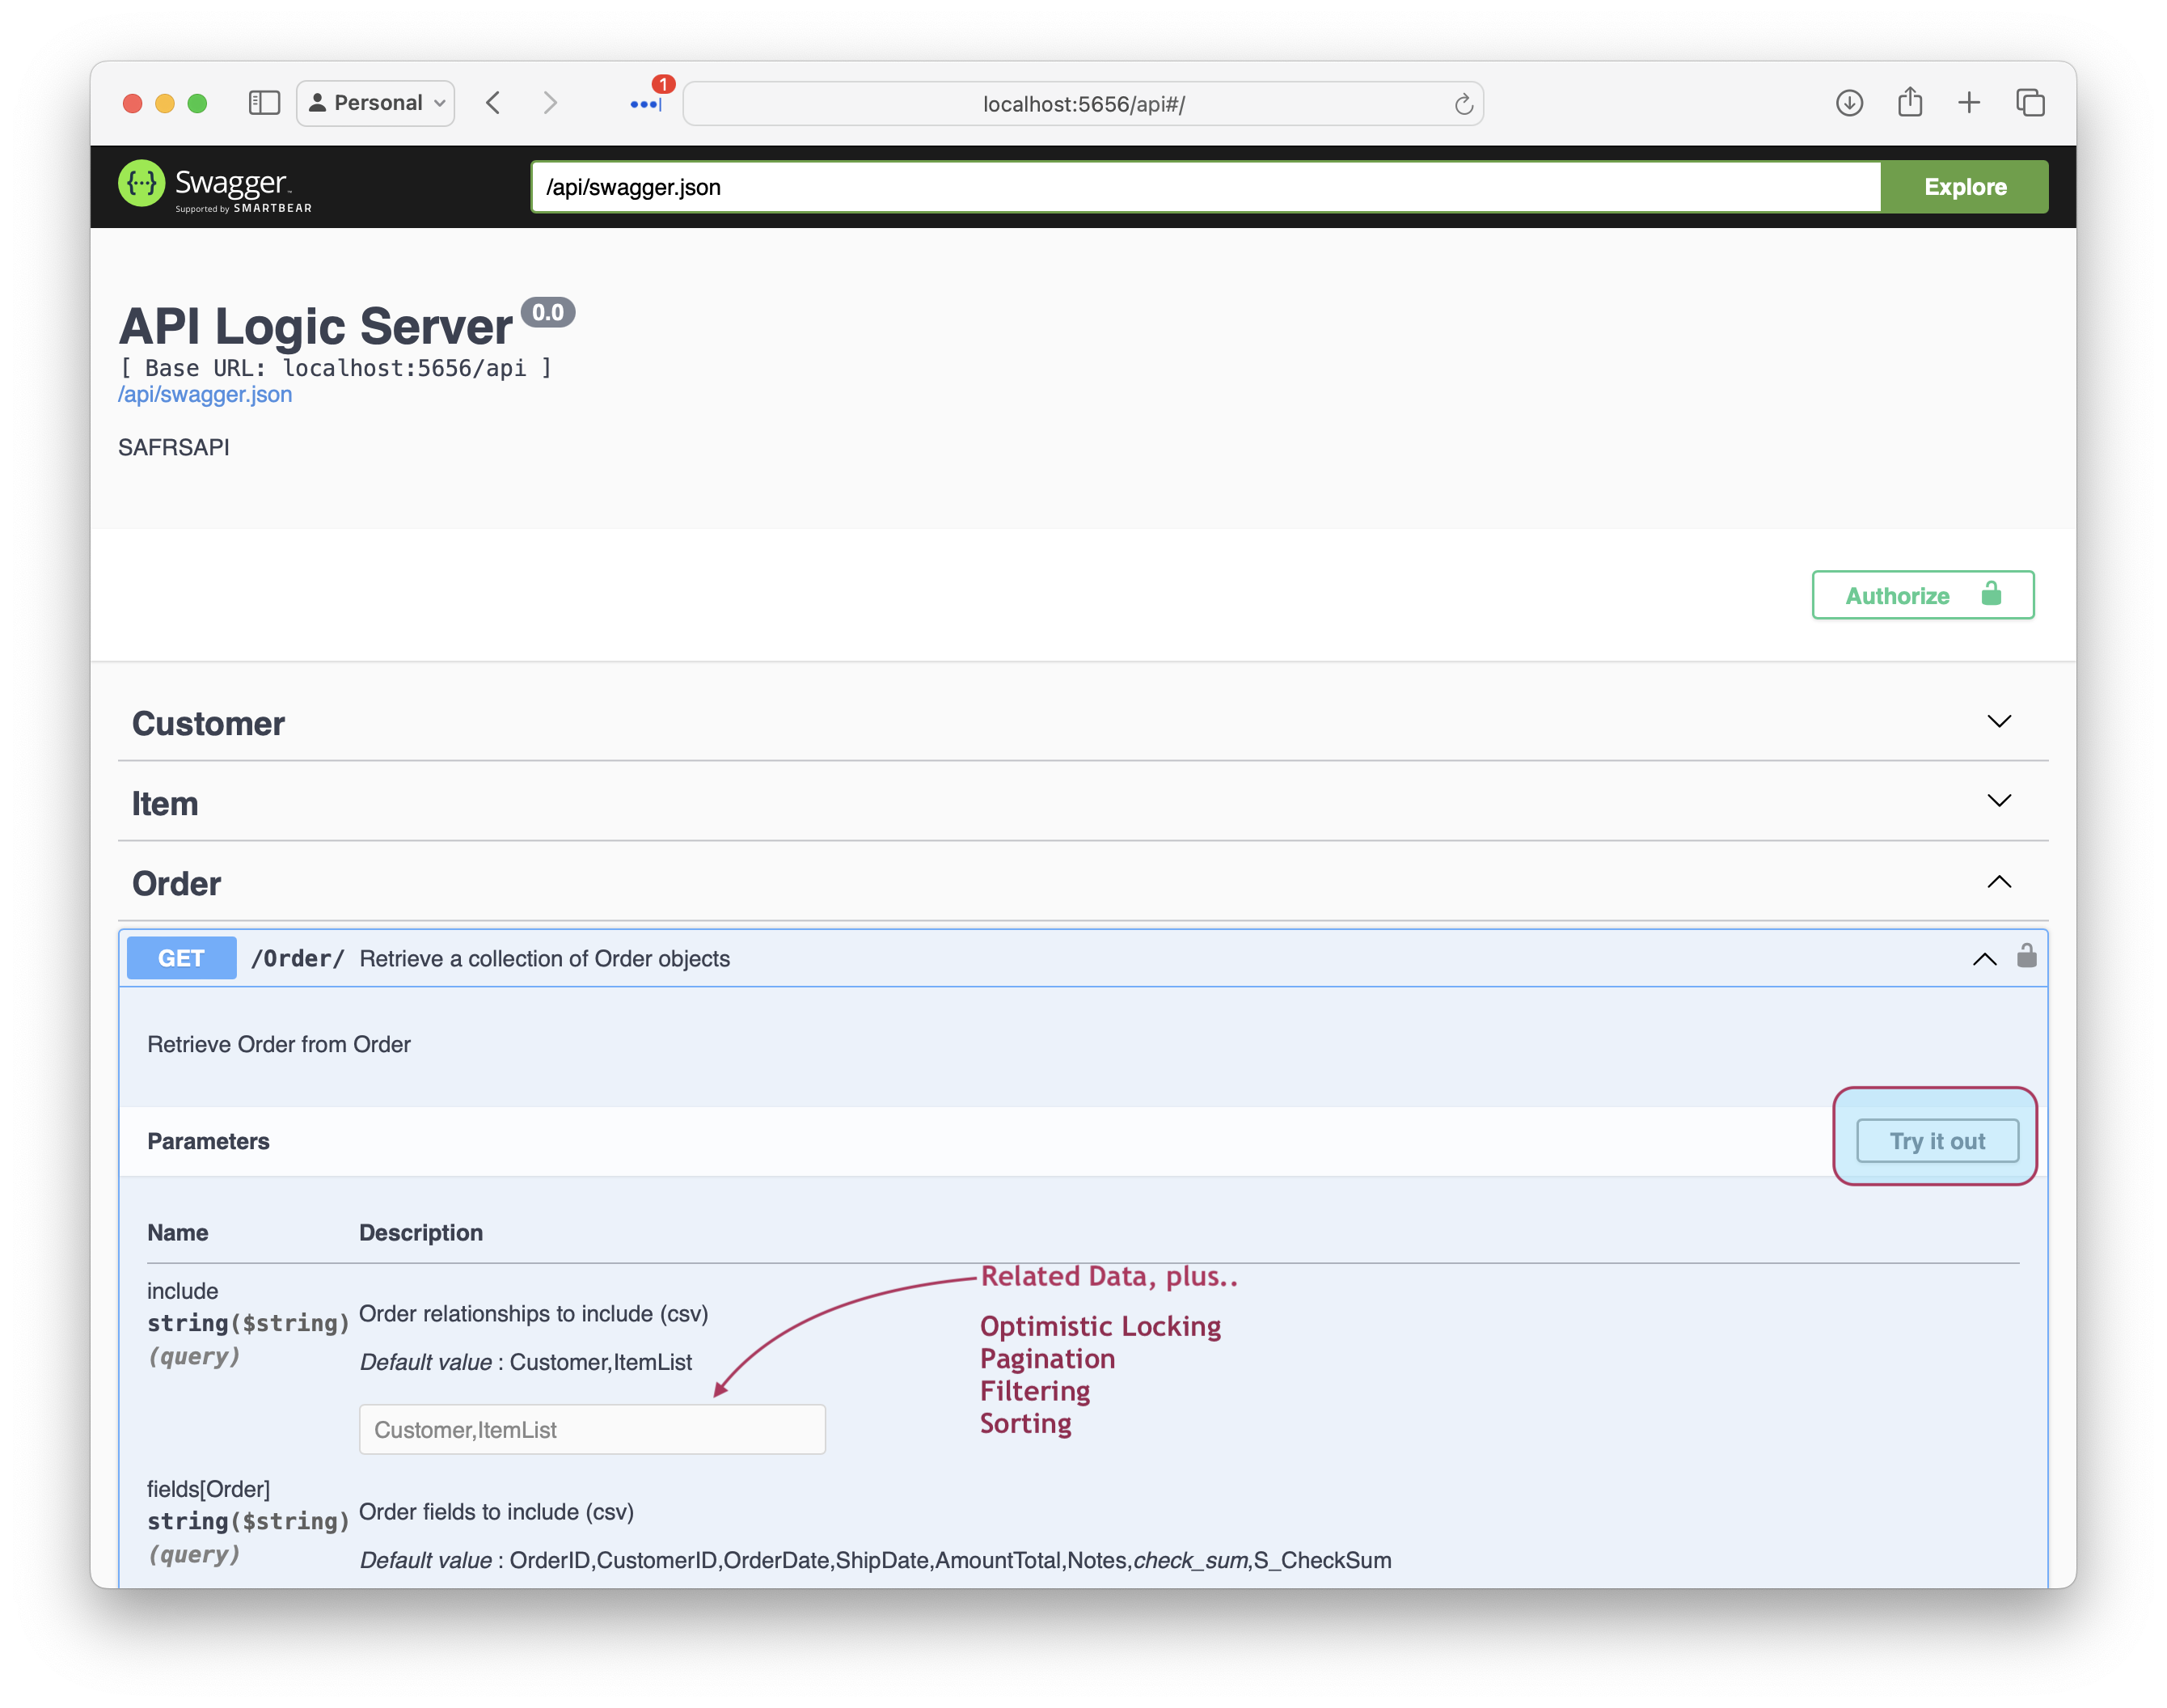 Personal
1
localhost:5656/api#/
Swagger
Supported by SMARTBEAR
/api/swagger.json
Explore
API Logic Server 0.0
[ Base URL: localhost:5656/api ]
/api/swagger.json
SAFRSAPI
Authorize
Customer
Item
Order
GET /Order/ Retrieve a collection of Order objects
Retrieve Order from Order
Parameters
Try it out
Name Description
include
string($string)
(query)
Order relationships to include (csv)
Default value : Customer,ItemList
Customer,ItemList
Related Data, plus..
Optimistic Locking
Pagination
Filtering
Sorting
fields[Order]
string($string)
(query)
Order fields to include (csv)
Default value : OrderID,CustomerID,OrderDate,ShipDate,AmountTotal,Notes,check_sum,S_CheckSum